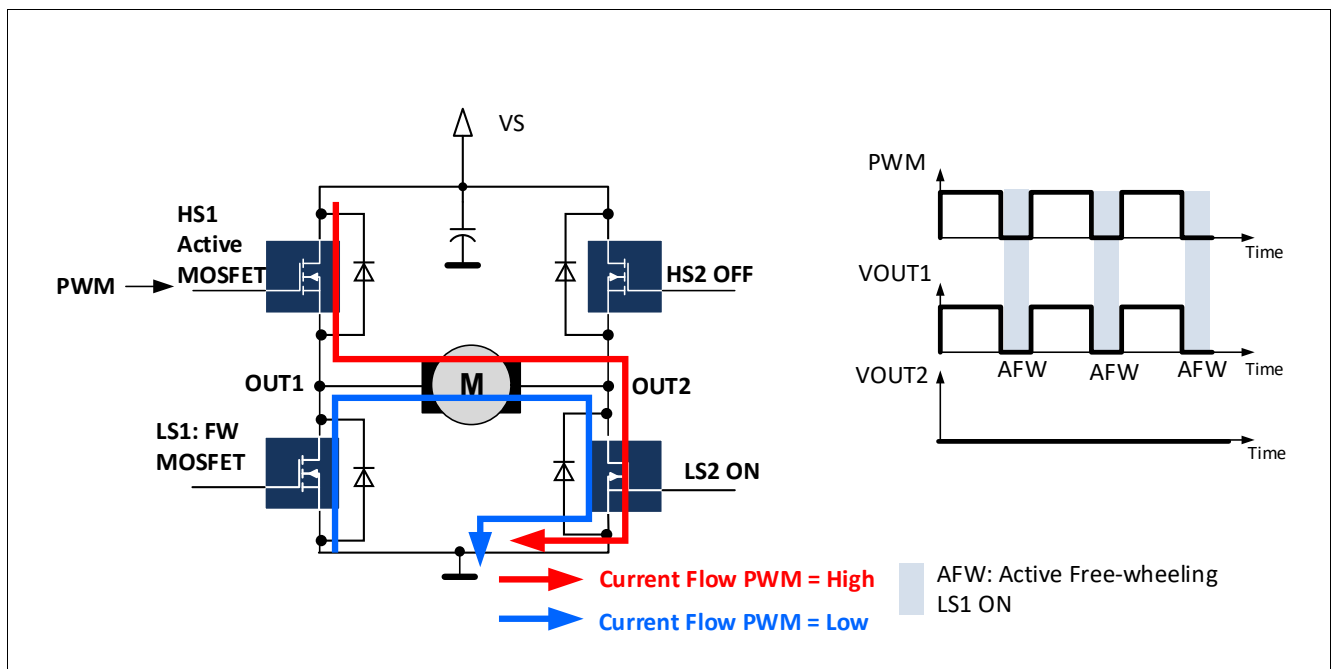 VS
HS1
Active
MOSFET
PWM
HS2 OFF
OUT1
M
OUT2
LS1: FW
MOSFET
LS2 ON
Current Flow PWM = High
Current Flow PWM = Low
PWM
Time
VOUT1
AFW
AFW
AFW
Time
VOUT2
Time
AFW: Active Free-wheeling
LS1 ON